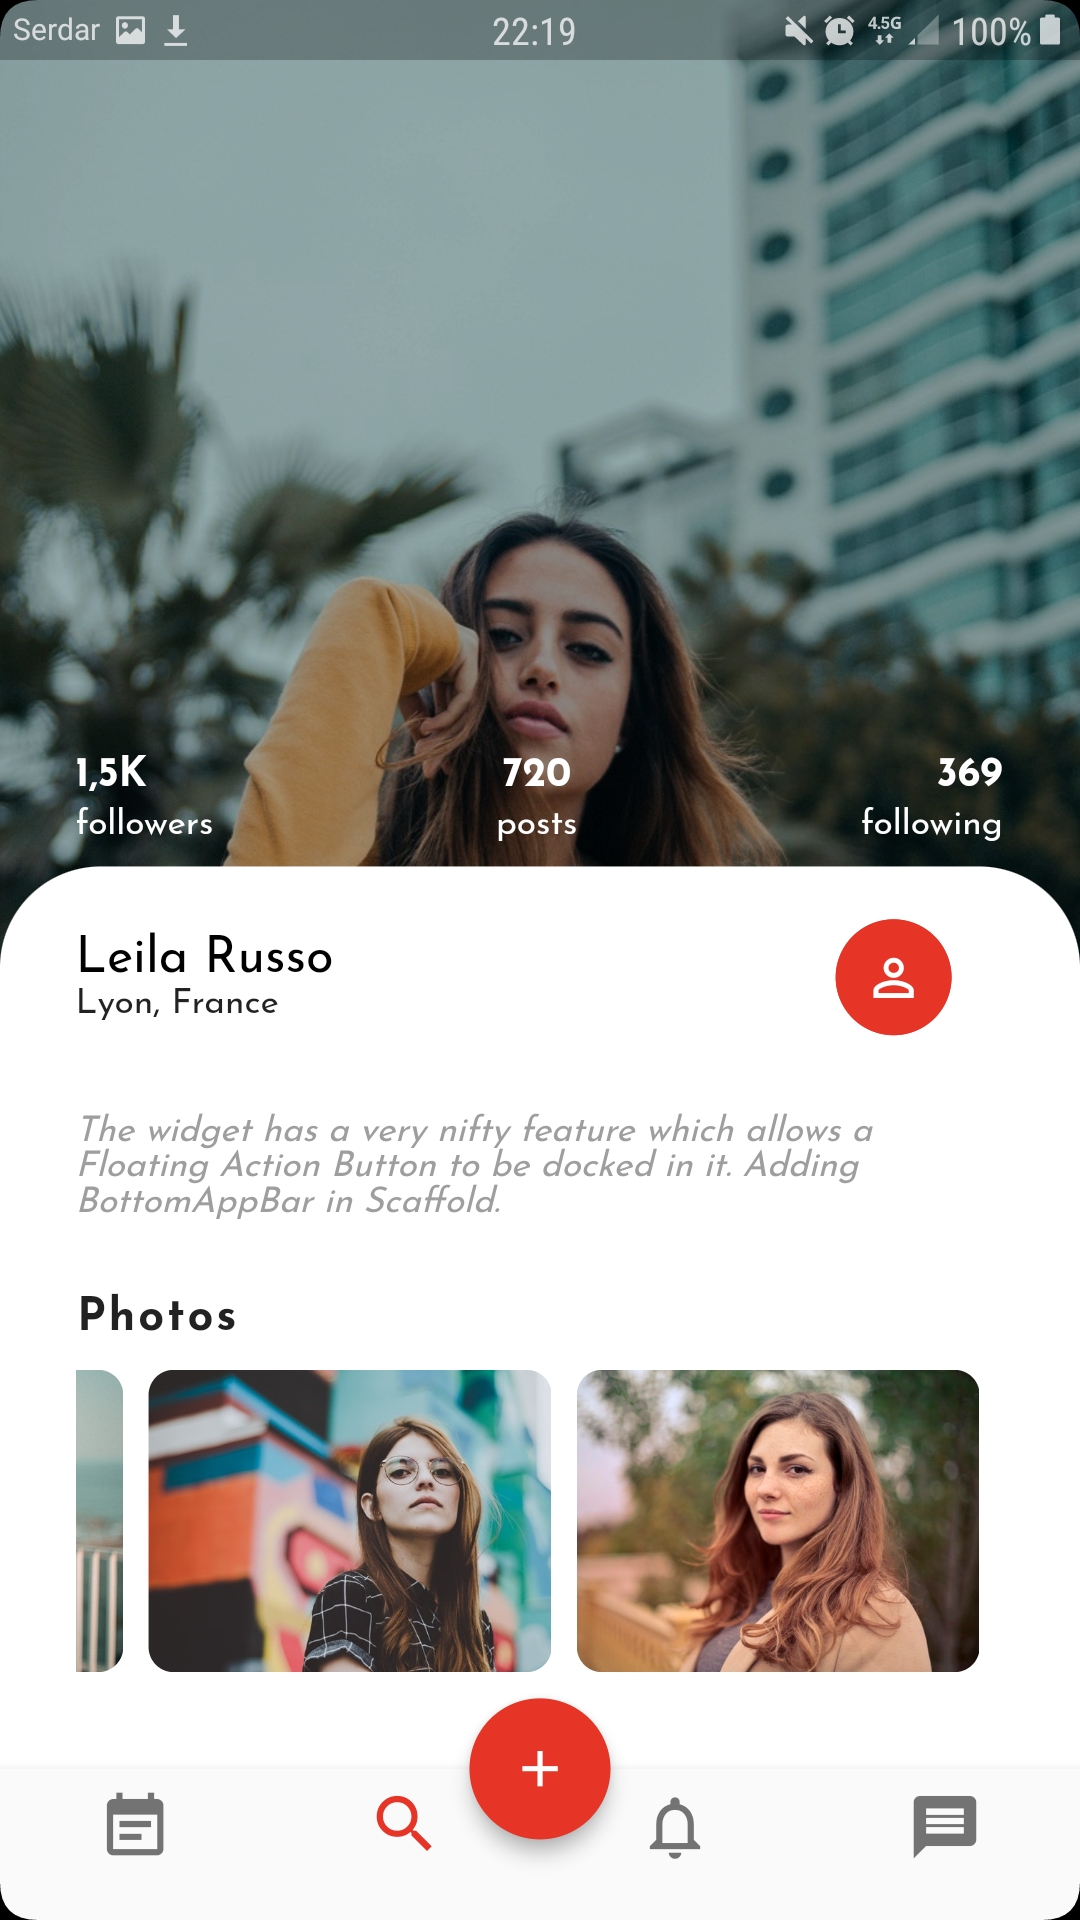 Serdar 22:19 4.5G 100%
1,5K 720 369
followers posts following
Leila Russo
Lyon, France
The widget has a very nifty feature which allows a
Floating Action Button to be docked in it. Adding
BottomAppBar in Scaffold.
Photos